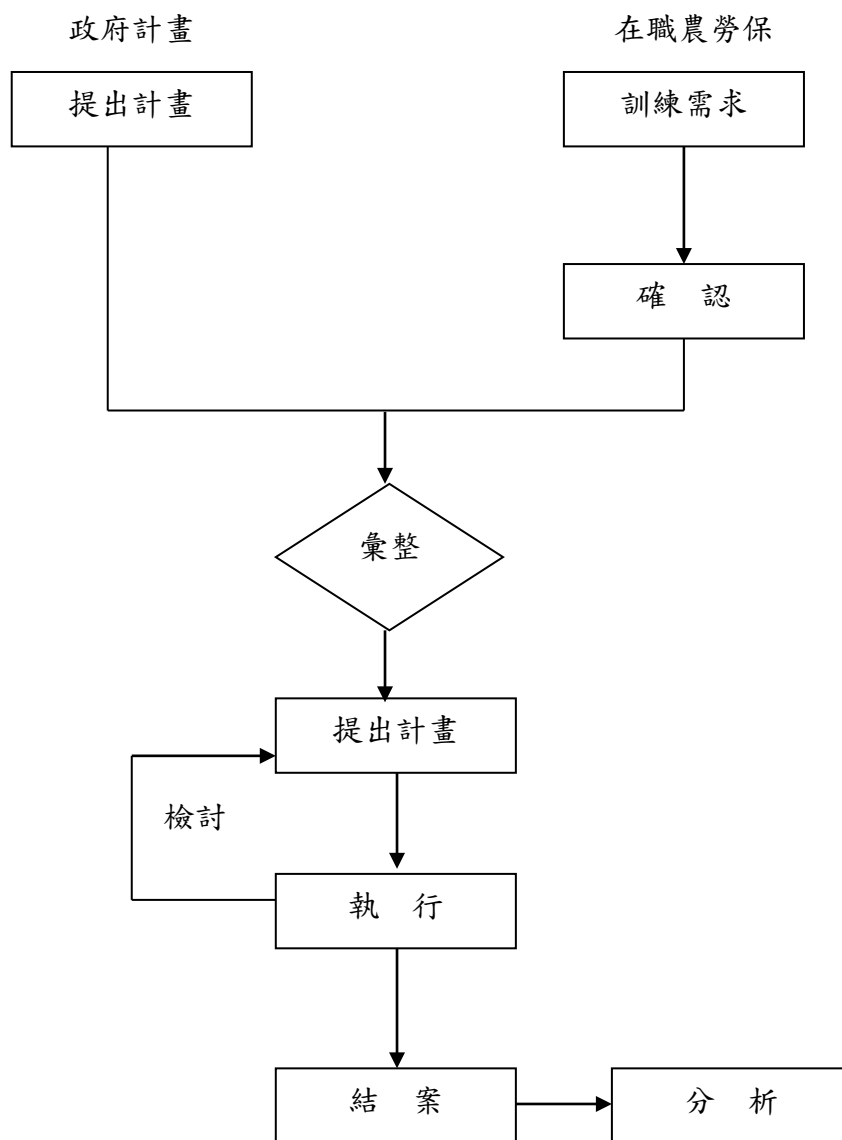 政府計畫
在職農勞保
提出計畫
訓練需求
確 認
彙整
提出計畫
檢討
執 行
結 案
分 析